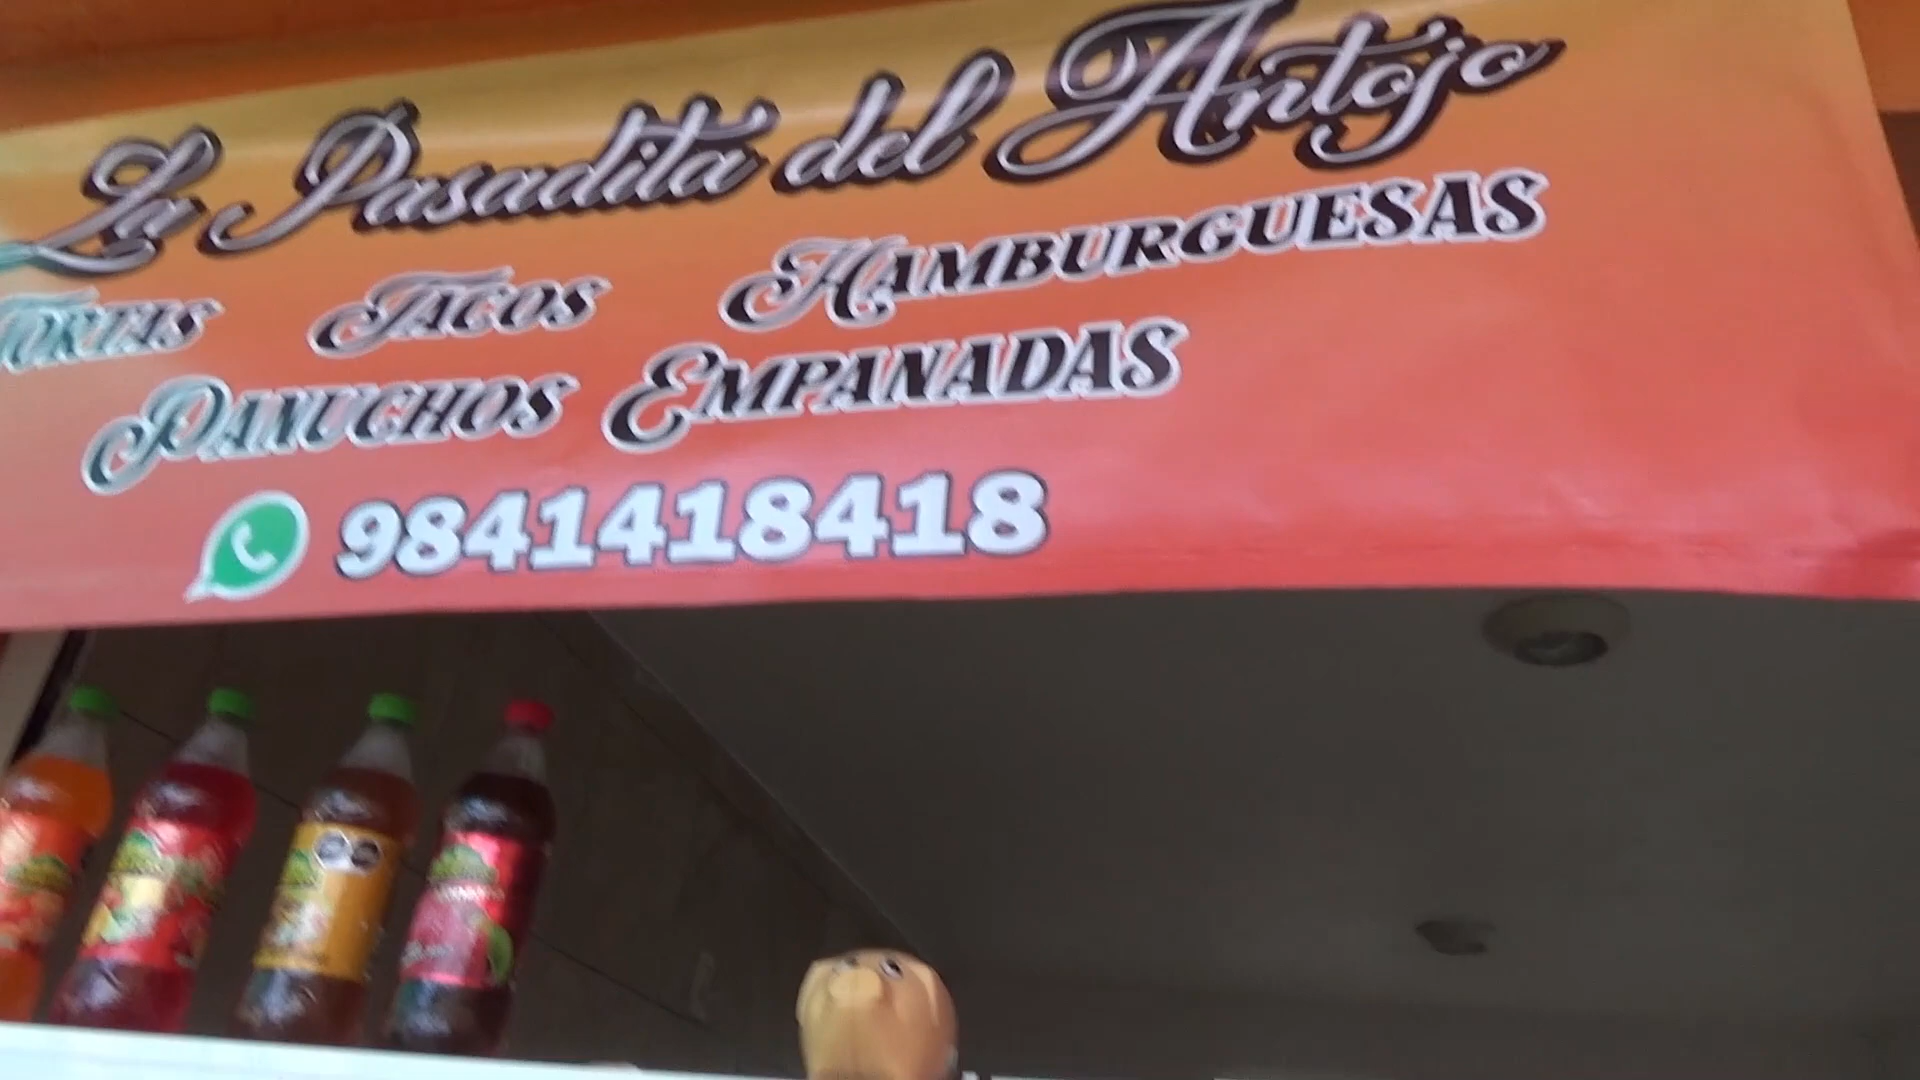 La Pasadita del Antojo
TORTAS TACOS HAMBURGUESAS
PANUCHOS EMPANADAS
9841418418